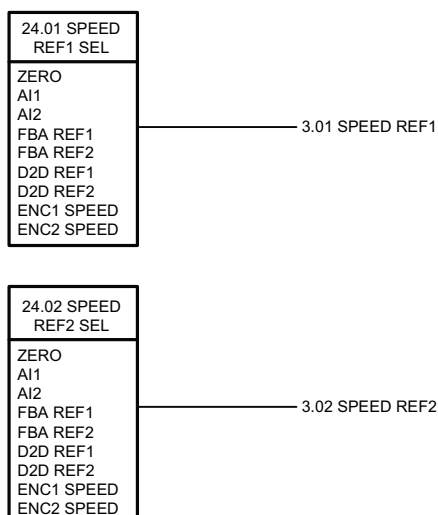 24.01 SPEED
REF1 SEL
ZERO
AI1
AI2
FBA REF1
FBA REF2
D2D REF1
D2D REF2
ENC1 SPEED
ENC2 SPEED
3.01 SPEED REF1
24.02 SPEED
REF2 SEL
ZERO
AI1
AI2
FBA REF1
FBA REF2
D2D REF1
D2D REF2
ENC1 SPEED
ENC2 SPEED
3.02 SPEED REF2